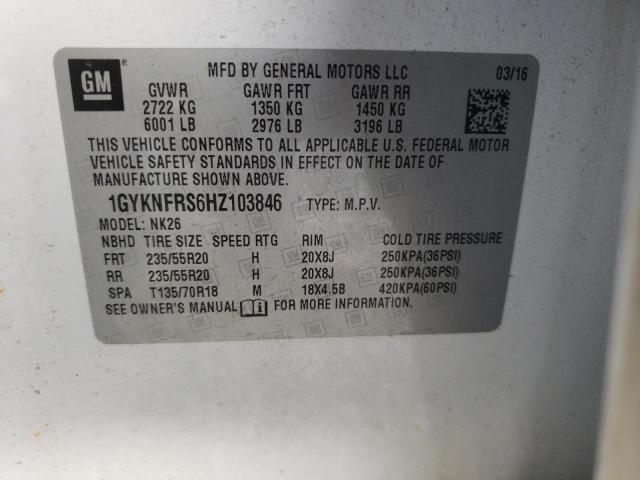 GM ® MFD BY GENERAL MOTORS LLC 03/16
GVWR GAWR FRT GAWR RR
2722 KG 1350 KG 1450 KG
6001 LB 2976 LB 3196 LB
THIS VEHICLE CONFORMS TO ALL APPLICABLE U.S. FEDERAL MOTOR
VEHICLE SAFETY STANDARDS IN EFFECT ON THE DATE OF
MANUFACTURE SHOWN ABOVE.
1GYKNFRS6HZ103846 TYPE: M.P.V.
MODEL: NK26
NBHD TIRE SIZE SPEED RTG RIM COLD TIRE PRESSURE
FRT 235/55R20 H 20X8J 250KPA(36PSI)
RR 235/55R20 H 20X8J 250KPA(36PSI)
SPA T135/70R18 M 18X4.5B 420KPA(60PSI)
SEE OWNER'S MANUAL i FOR MORE INFORMATION.